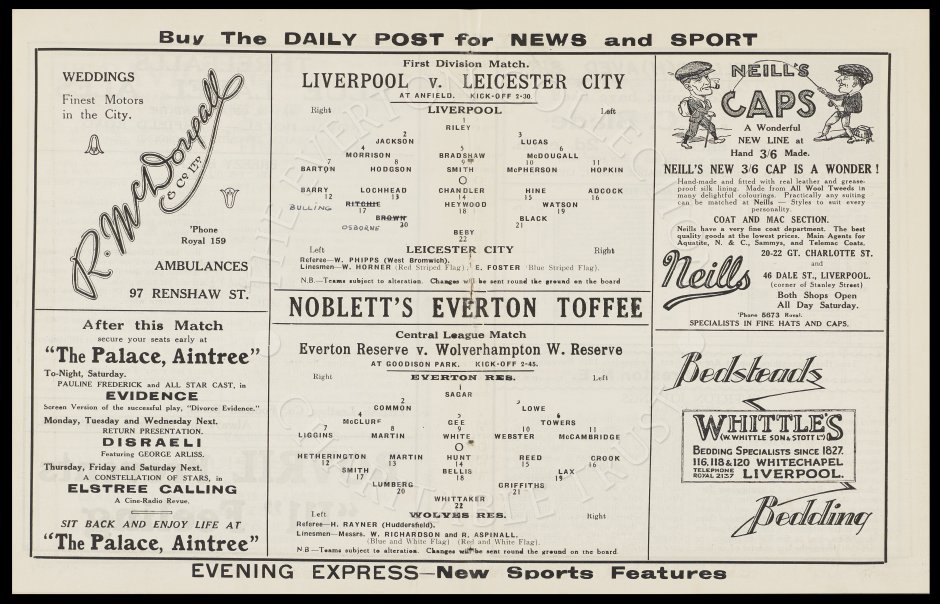 Buy The DAILY POST for NEWS and SPORT
WEDDINGS
Finest Motors
in the City.
R. McDougall
& Co LTD
'Phone
Royal 159
AMBULANCES
97 RENSHAW ST.
After this Match
secure your seats early at
"The Palace, Aintree"
To-Night, Saturday.
PAULINE FREDERICK and ALL STAR CAST, in
EVIDENCE
Screen Version of the successful play, "Divorce Evidence."
Monday, Tuesday and Wednesday Next.
RETURN PRESENTATION.
DISRAELI
Featuring GEORGE ARLISS.
Thursday, Friday and Saturday Next.
A CONSTELLATION OF STARS, in
ELSTREE CALLING
A Cine-Radio Revue.
SIT BACK AND ENJOY LIFE AT
"The Palace, Aintree"
First Division Match.
LIVERPOOL v. LEICESTER CITY
AT ANFIELD. KICK-OFF 2-30.
Right LIVERPOOL Left
1
RILEY
2 3
JACKSON LUCAS
4 5 6
MORRISON BRADSHAW McDOUGALL
7 8 9 10 11
BARTON HODGSON SMITH McPHERSON HOPKIN
O
BARRY LOCHHEAD CHANDLER HINE ADCOCK
12 13 14 15 16
BULLING RITCHIE HEYWOOD WATSON
17 18 19
BROWN BLACK
OSBORNE 20 21
BEBY
22
Left LEICESTER CITY Right
Referee—W. PHIPPS (West Bromwich).
Linesmen—W. HORNER (Red Striped Flag); E. FOSTER (Blue Striped Flag).
N.B.—Teams subject to alteration. Changes will be sent round the ground on the board
NOBLETT'S EVERTON TOFFEE
Central League Match
Everton Reserve v. Wolverhampton W. Reserve
AT GOODISON PARK. KICK-OFF 2-45.
Right EVERTON RES. Left
1
SAGAR
2 3
COMMON LOWE
4 5 6
McCLURE GEE TOWERS
7 8 9 10 11
LIGGINS MARTIN WHITE WEBSTER McCAMBRIDGE
O
HETHERINGTON MARTIN HUNT REED CROOK
12 13 14 15 16
SMITH BELLIS LAX
17 18 19
LUMBERG GRIFFITHS
20 21
WHITTAKER
22
Left WOLVES RES. Right
Referee—H. RAYNER (Huddersfield).
Linesmen—Messrs. W. RICHARDSON and R. ASPINALL.
(Blue and White Flag) (Red and White Flag).
N.B—Teams subject to alteration. Changes will be sent round the ground on the board.
NEILL'S
CAPS
A Wonderful
NEW LINE at
3/6
Hand Made.
NEILL'S NEW 3/6 CAP IS A WONDER!
Hand-made and fitted with real leather and grease-
proof silk lining. Made from All Wool Tweeds in
many delightful colourings. Practically any suiting
can be matched at Neills — Styles to suit every
personality.
COAT AND MAC SECTION.
Neills have a very fine coat department. The best
quality goods at the lowest prices. Main Agents for
Aquatite, N. & C., Sammys, and Telemac Coats.
Neills
20-22 GT. CHARLOTTE ST.
and
46 DALE ST., LIVERPOOL.
(corner of Stanley Street)
Both Shops Open
All Day Saturday.
'Phone 5673 Royal.
SPECIALISTS IN FINE HATS AND CAPS.
Bedsteads
WHITTLE'S
(W. WHITTLE SON & STOTT LTD)
BEDDING SPECIALISTS SINCE 1827.
116, 118 & 120 WHITECHAPEL
TELEPHONE
ROYAL 2137 LIVERPOOL.
Bedding
EVENING EXPRESS—New Sports Features